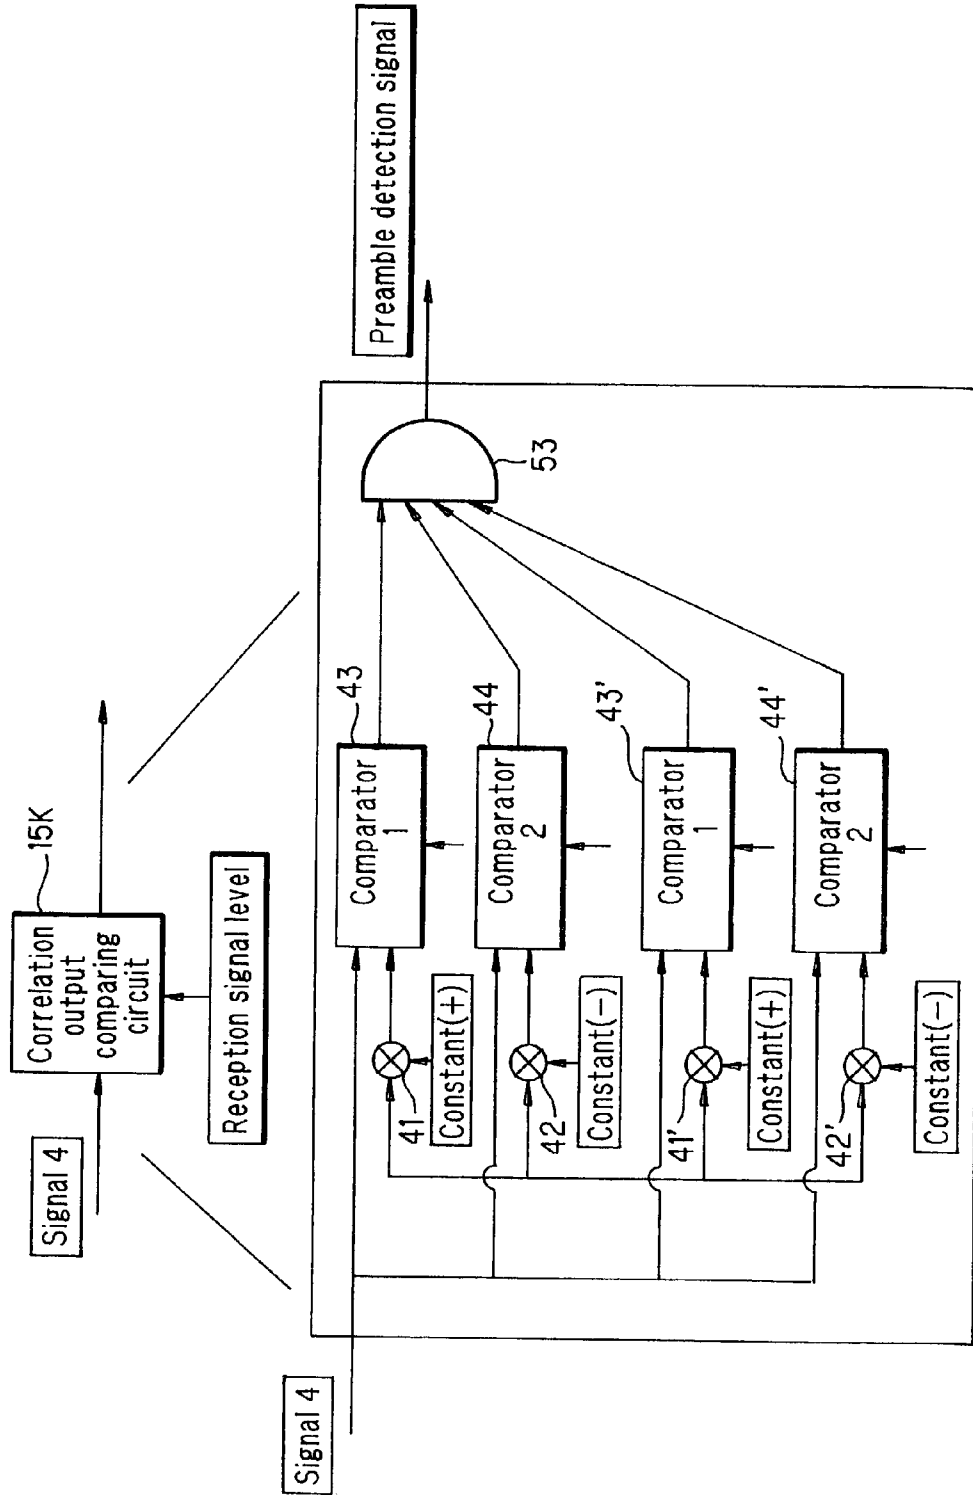 Signal 4
15K
Correlation
output
comparing
circuit
Reception signal level
Signal 4
41
Constant(+)
42
Constant(-)
41'
Constant(+)
42'
Constant(-)
Comparator
1
43
Comparator
2
44
Comparator
1
43'
Comparator
2
44'
53
Preamble detection signal